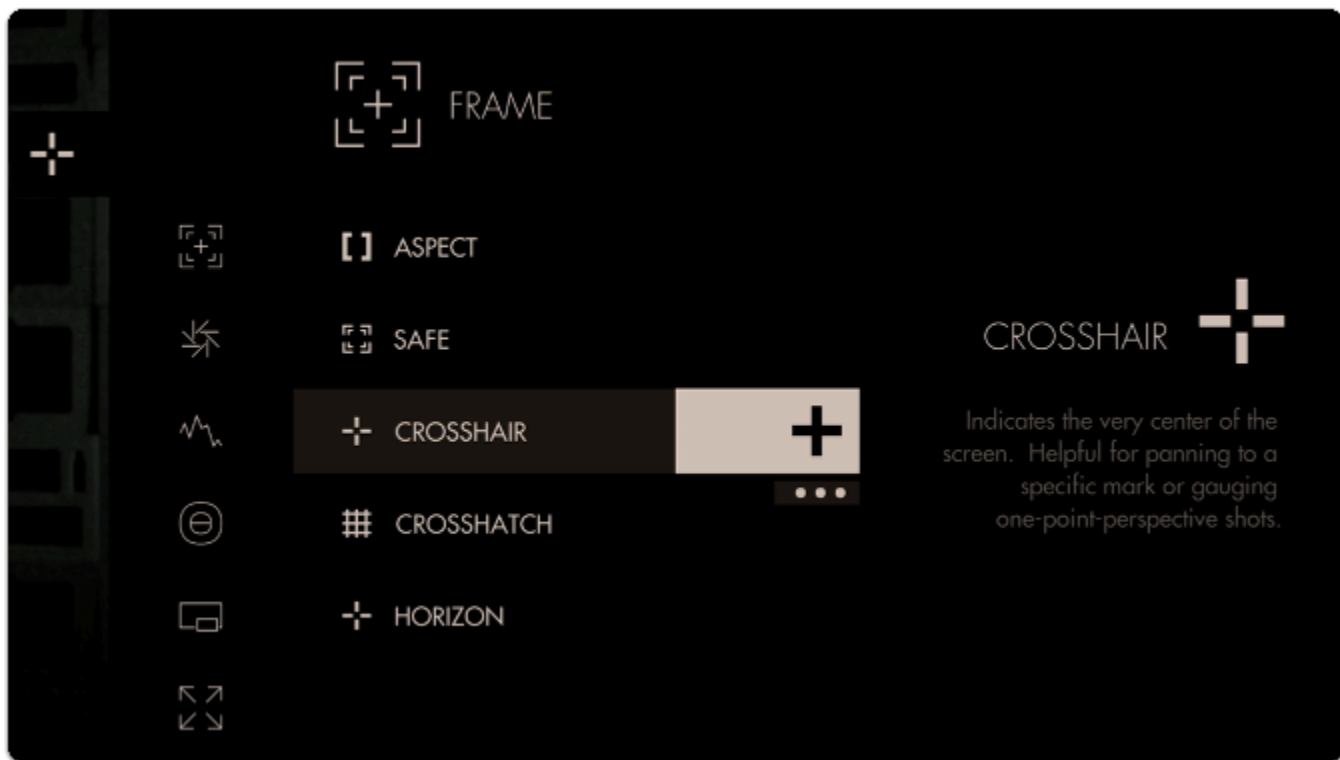 FRAME
ASPECT
SAFE
CROSSHAIR
CROSSHATCH
HORIZON
CROSSHAIR
Indicates the very center of the
screen.  Helpful for panning to a
specific mark or gauging
one-point-perspective shots.